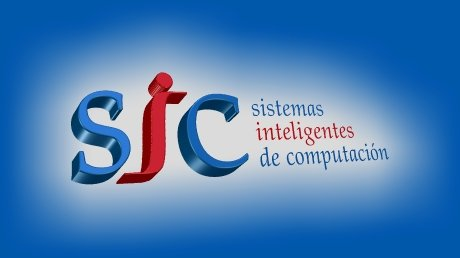 SiC
sistemas
inteligentes
de computación